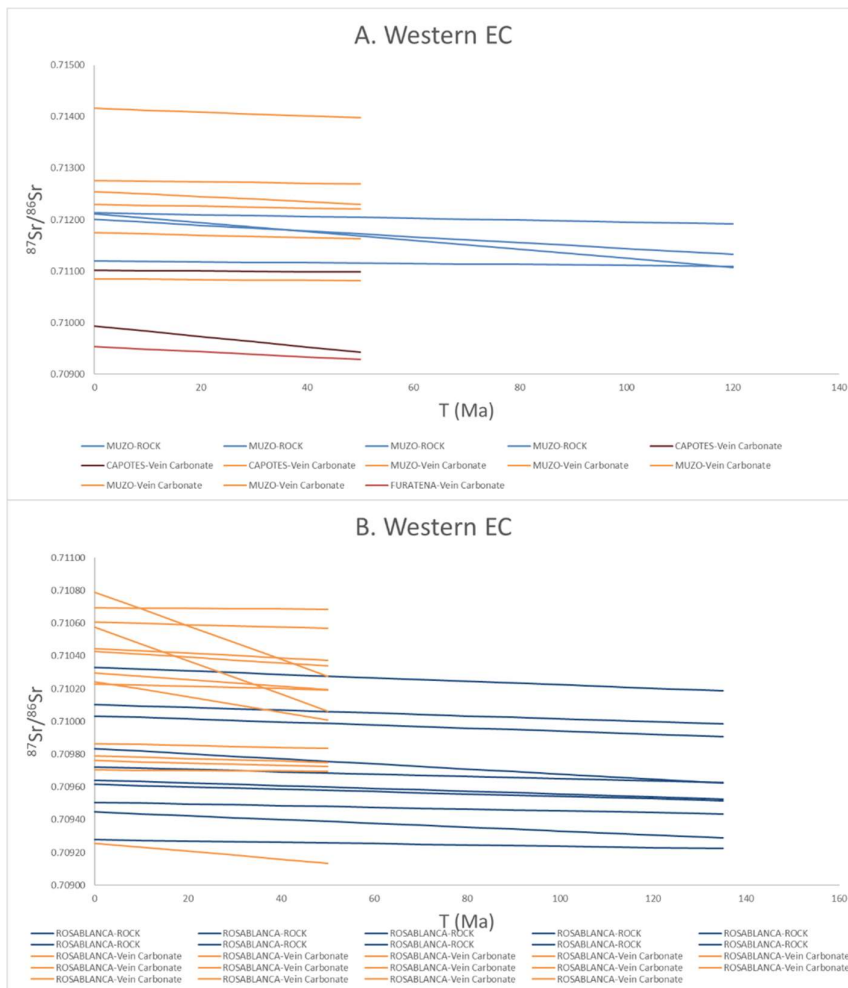 A. Western EC
0.71500
0.71400
0.71300
0.71200
0.71100
0.71000
0.70900
87Sr/86Sr
0 20 40 60 80 100 120 140
T (Ma)
MUZO-ROCK MUZO-ROCK MUZO-ROCK MUZO-ROCK CAPOTES-Vein Carbonate
CAPOTES-Vein Carbonate CAPOTES-Vein Carbonate MUZO-Vein Carbonate MUZO-Vein Carbonate MUZO-Vein Carbonate
MUZO-Vein Carbonate MUZO-Vein Carbonate FURATENA-Vein Carbonate
B. Western EC
0.71100
0.71080
0.71060
0.71040
0.71020
0.71000
0.70980
0.70960
0.70940
0.70920
0.70900
87Sr/86Sr
0 20 40 60 80 100 120 140 160
T (Ma)
ROSABLANCA-ROCK ROSABLANCA-ROCK ROSABLANCA-ROCK ROSABLANCA-ROCK ROSABLANCA-ROCK
ROSABLANCA-ROCK ROSABLANCA-ROCK ROSABLANCA-ROCK ROSABLANCA-ROCK ROSABLANCA-ROCK
ROSABLANCA-ROCK ROSABLANCA-Vein Carbonate ROSABLANCA-Vein Carbonate ROSABLANCA-Vein Carbonate ROSABLANCA-Vein Carbonate
ROSABLANCA-Vein Carbonate ROSABLANCA-Vein Carbonate ROSABLANCA-Vein Carbonate ROSABLANCA-Vein Carbonate ROSABLANCA-Vein Carbonate
ROSABLANCA-Vein Carbonate ROSABLANCA-Vein Carbonate ROSABLANCA-Vein Carbonate ROSABLANCA-Vein Carbonate